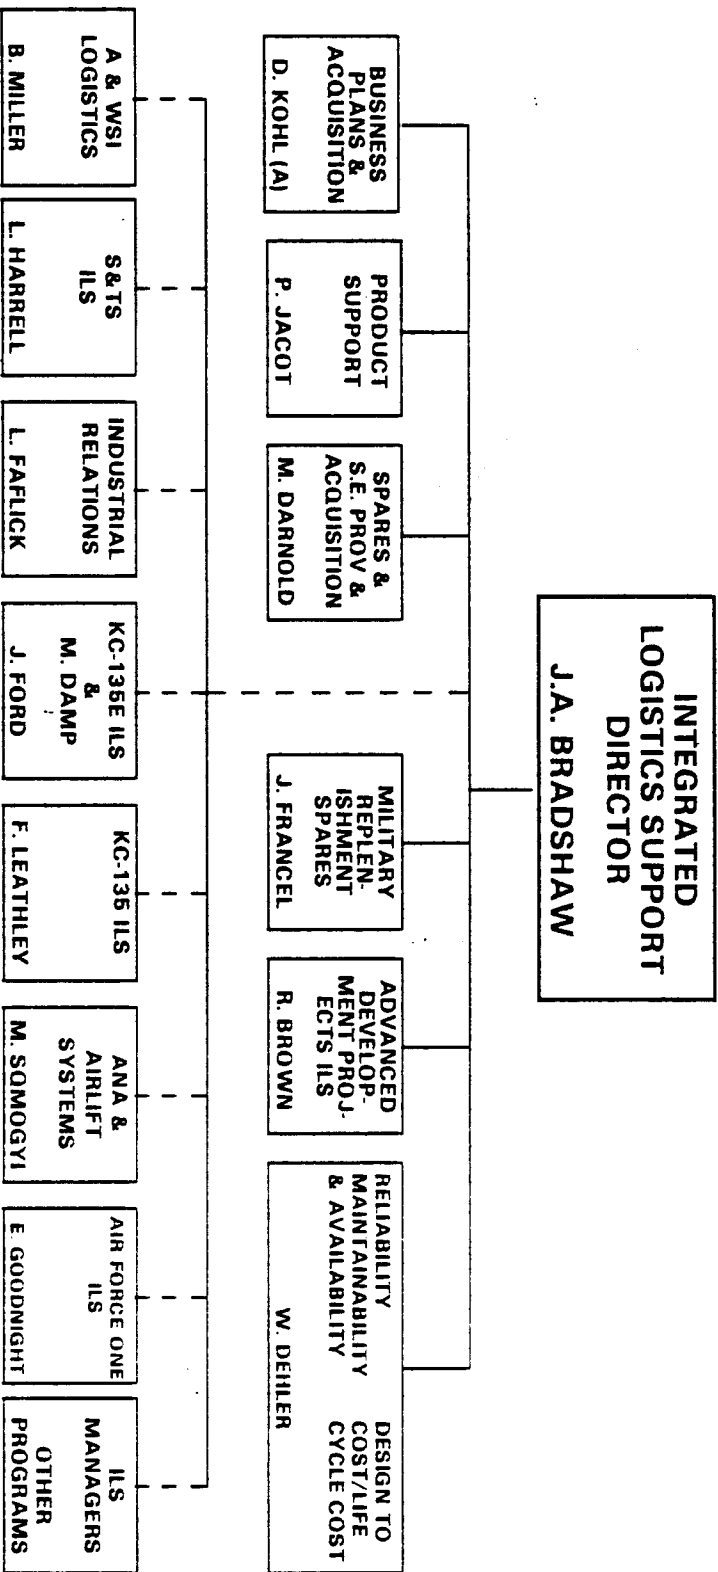 INTEGRATED
LOGISTICS SUPPORT
DIRECTOR
J.A. BRADSHAW
BUSINESS
PLANS &
ACQUISITION
D. KOHL (A)
PRODUCT
SUPPORT
P. JACOT
SPARES &
S.E. PROV &
ACQUISITION
M. DARNOLD
MILITARY
REPLEN-
ISHMENT
SPARES
J. FRANCEL
ADVANCED
DEVELOP-
MENT PROJ-
ECTS ILS
R. BROWN
RELIABILITY
MAINTAINABILITY
& AVAILABILITY
DESIGN TO
COST/LIFE
CYCLE COST
W. DEHLER
A & WSI
LOGISTICS
B. MILLER
S&TS
ILS
L. HARRELL
INDUSTRIAL
RELATIONS
L. FAFLICK
KC-135E ILS
&
M. DAMP
J. FORD
KC-135 ILS
F. LEATHLEY
ANA &
AIRLIFT
SYSTEMS
M. SOMOGYI
AIR FORCE ONE
ILS
E. GOODNIGHT
ILS
MANAGERS
OTHER
PROGRAMS